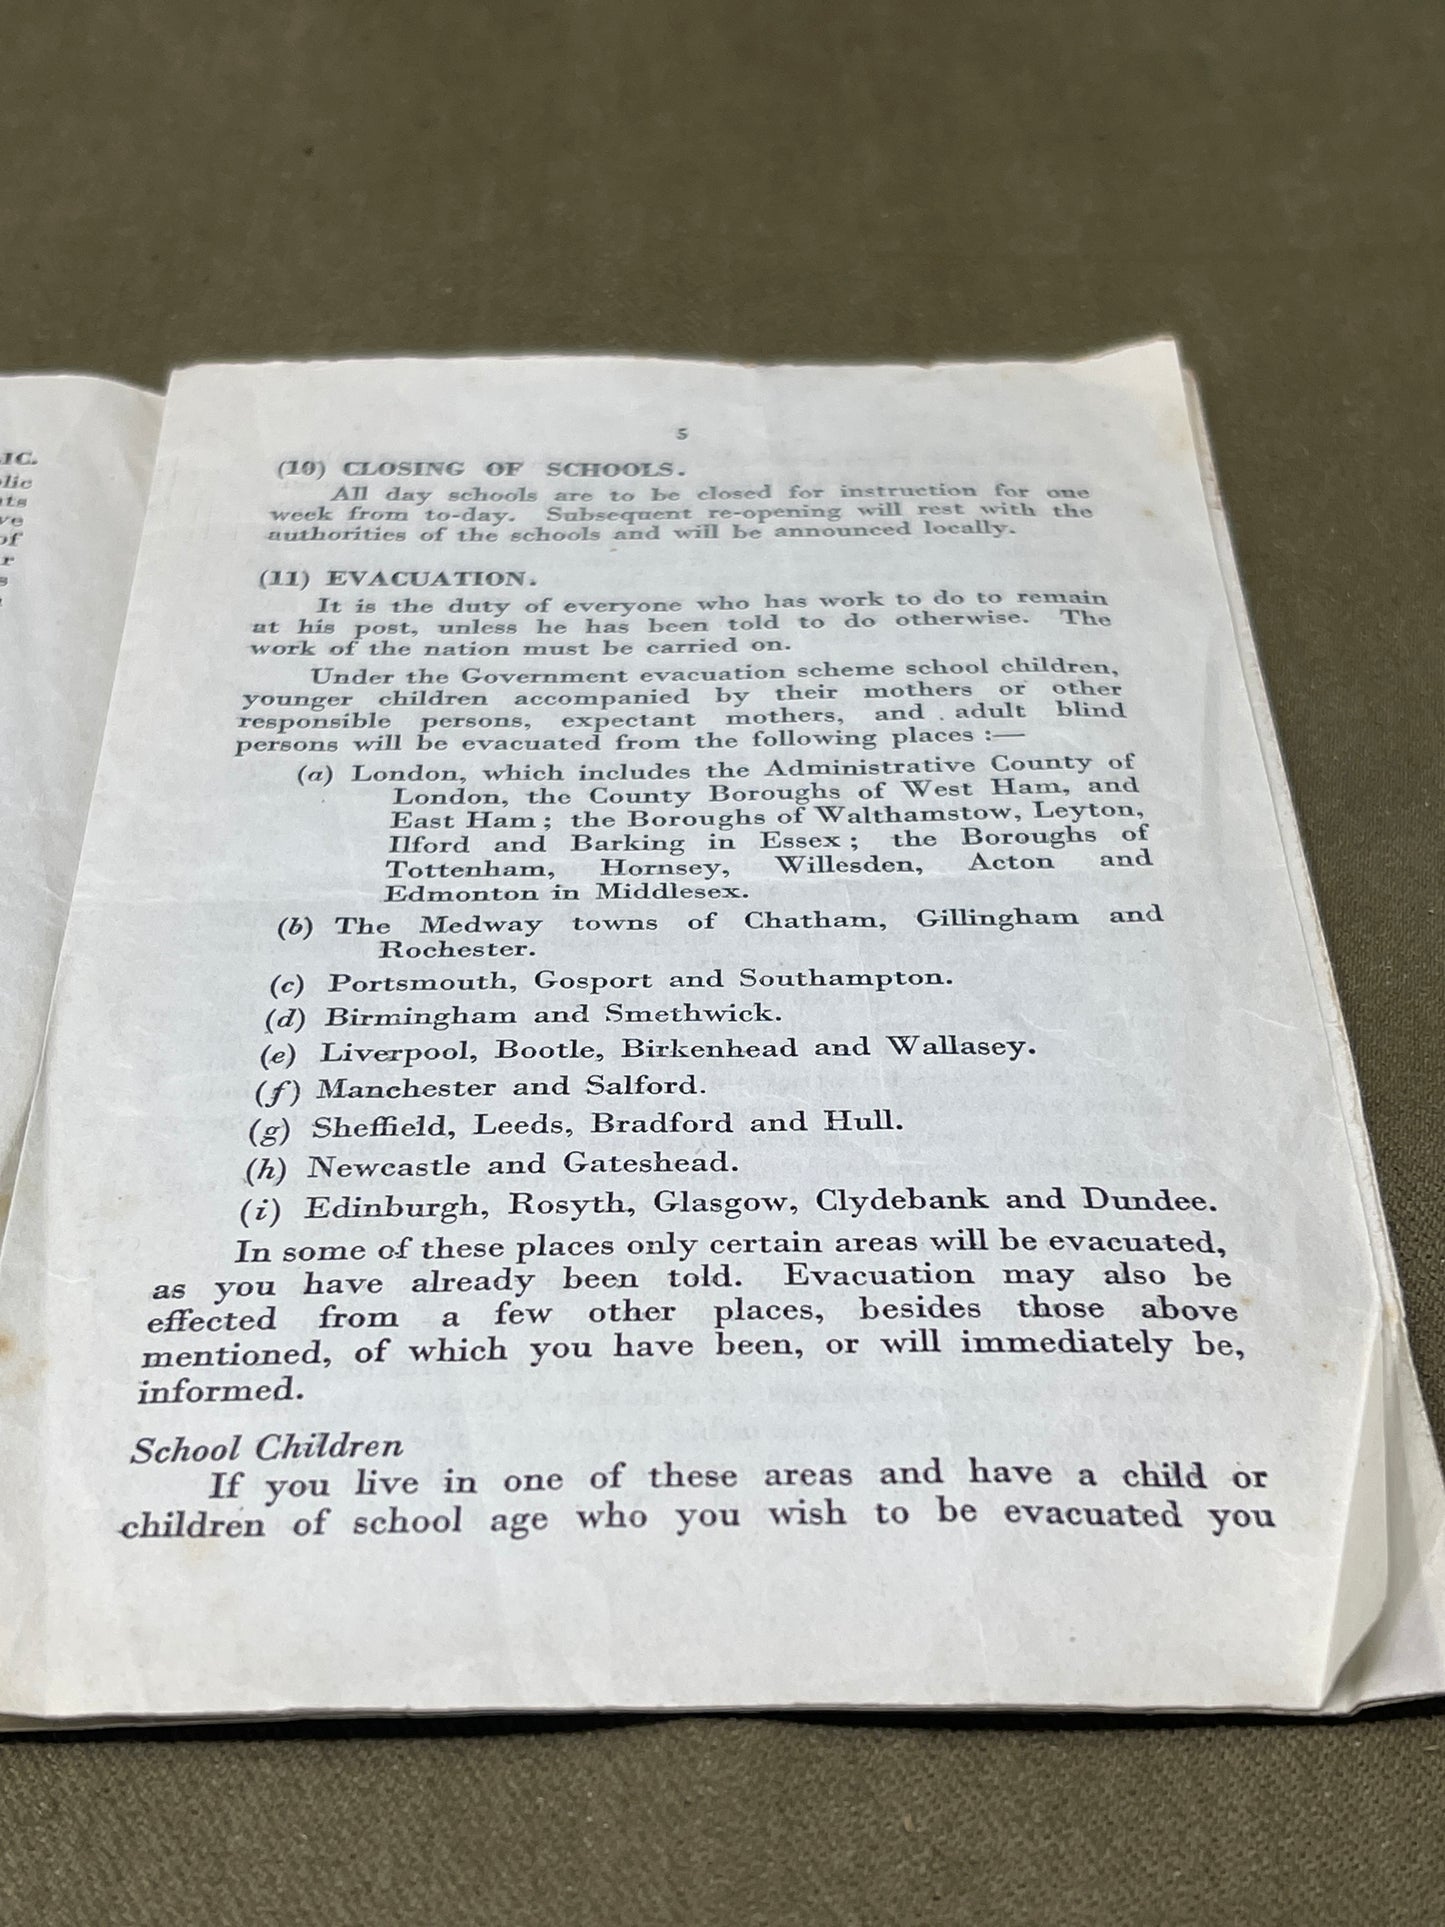 IC.
5
(10) CLOSING OF SCHOOLS.
All day schools are to be closed for instruction for one
week from to-day. Subsequent re-opening will rest with the
authorities of the schools and will be announced locally.
(11) EVACUATION.
It is the duty of everyone who has work to do to remain
at his post, unless he has been told to do otherwise. The
work of the nation must be carried on.
Under the Government evacuation scheme school children,
younger children accompanied by their mothers or other
responsible persons, expectant mothers, and adult blind
persons will be evacuated from the following places :—
(a) London, which includes the Administrative County of
London, the County Boroughs of West Ham, and
East Ham ; the Boroughs of Walthamstow, Leyton,
Ilford and Barking in Essex ; the Boroughs of
Tottenham, Hornsey, Willesden, Acton and
Edmonton in Middlesex.
(b) The Medway towns of Chatham, Gillingham and
Rochester.
(c) Portsmouth, Gosport and Southampton.
(d) Birmingham and Smethwick.
(e) Liverpool, Bootle, Birkenhead and Wallasey.
(f) Manchester and Salford.
(g) Sheffield, Leeds, Bradford and Hull.
(h) Newcastle and Gateshead.
(i) Edinburgh, Rosyth, Glasgow, Clydebank and Dundee.
In some of these places only certain areas will be evacuated,
as you have already been told. Evacuation may also be
effected from a few other places, besides those above
mentioned, of which you have been, or will immediately be,
informed.
School Children
If you live in one of these areas and have a child or
children of school age who you wish to be evacuated you